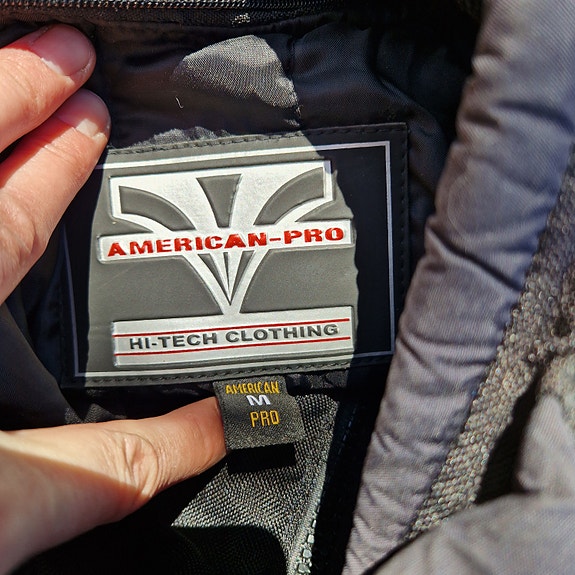 AMERICAN-PRO
HI-TECH CLOTHING
AMERICAN
M
PRO